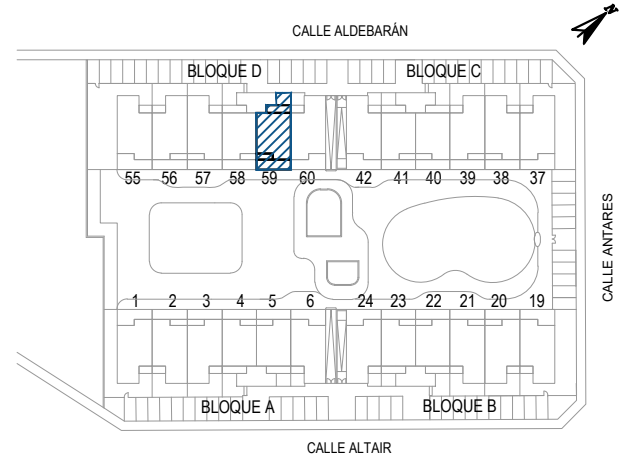 CALLE ALDEBARÁN
BLOQUE D BLOQUE C
55 56 57 58 59 60 42 41 40 39 38 37
CALLE ANTARES
1 2 3 4 5 6 24 23 22 21 20 19
BLOQUE A BLOQUE B
CALLE ALTAIR